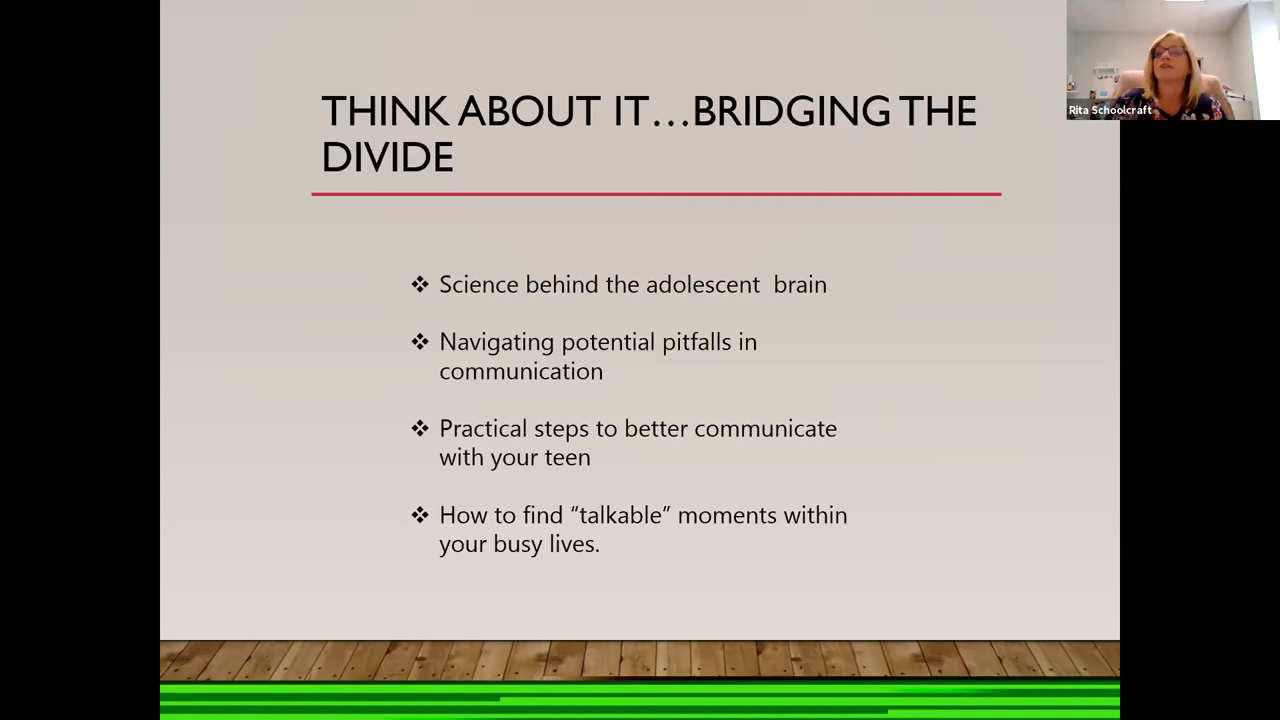 THINK ABOUT IT...BRIDGING THE
DIVIDE
Rita Schoolcraft
❖ Science behind the adolescent  brain
❖ Navigating potential pitfalls in
communication
❖ Practical steps to better communicate
with your teen
❖ How to find “talkable” moments within
your busy lives.